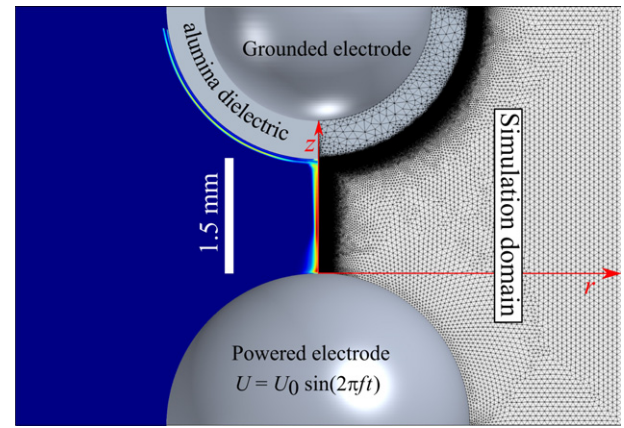 Grounded electrode
alumina dielectric
z
1.5 mm
Simulation domain
r
Powered electrode
U = U0 sin(2πft)